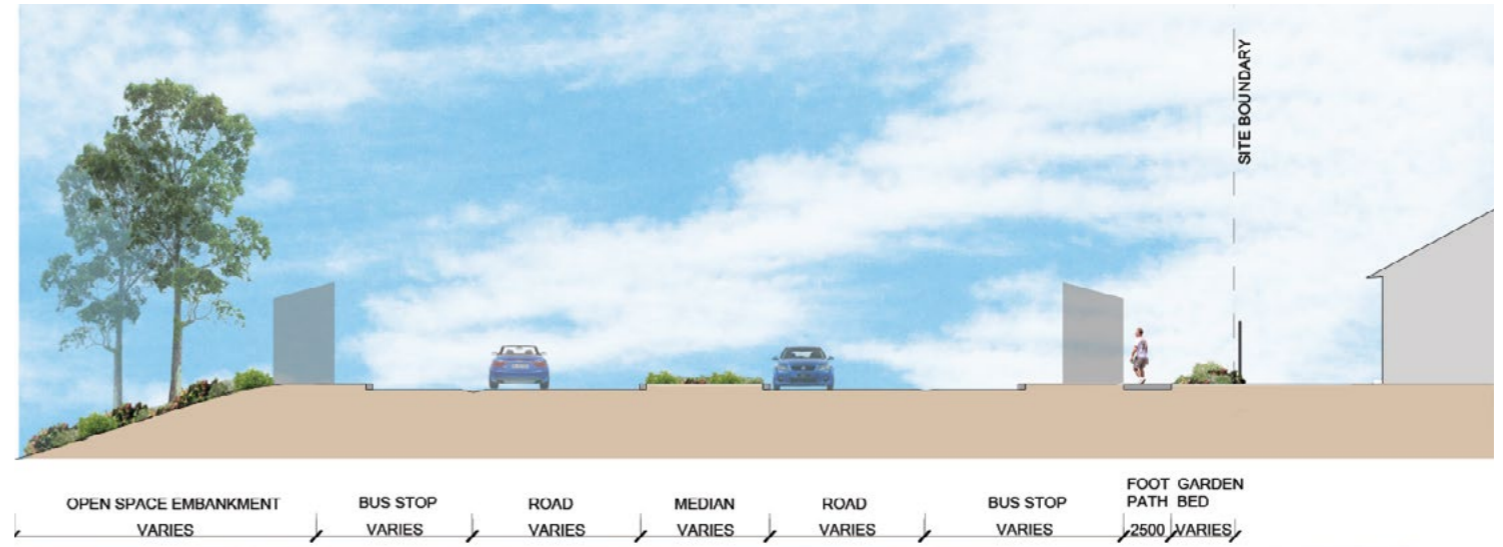 SITE BOUNDARY
FOOT GARDEN
OPEN SPACE EMBANKMENT BUS STOP ROAD MEDIAN ROAD BUS STOP PATH BED
VARIES VARIES VARIES VARIES VARIES VARIES 2500 VARIES